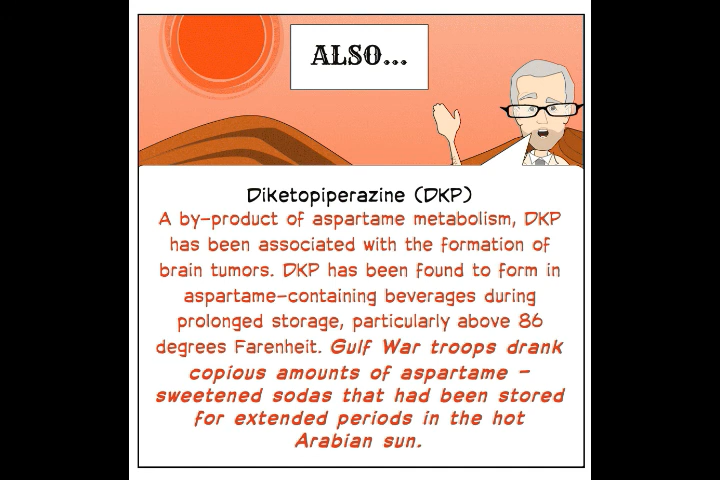 ALSO...
Diketopiperazine (DKP)
A by-product of aspartame metabolism, DKP
has been associated with the formation of
brain tumors. DKP has been found to form in
aspartame-containing beverages during
prolonged storage, particularly above 86
degrees Farenheit. Gulf War troops drank
copious amounts of aspartame -
sweetened sodas that had been stored
for extended periods in the hot
Arabian sun.